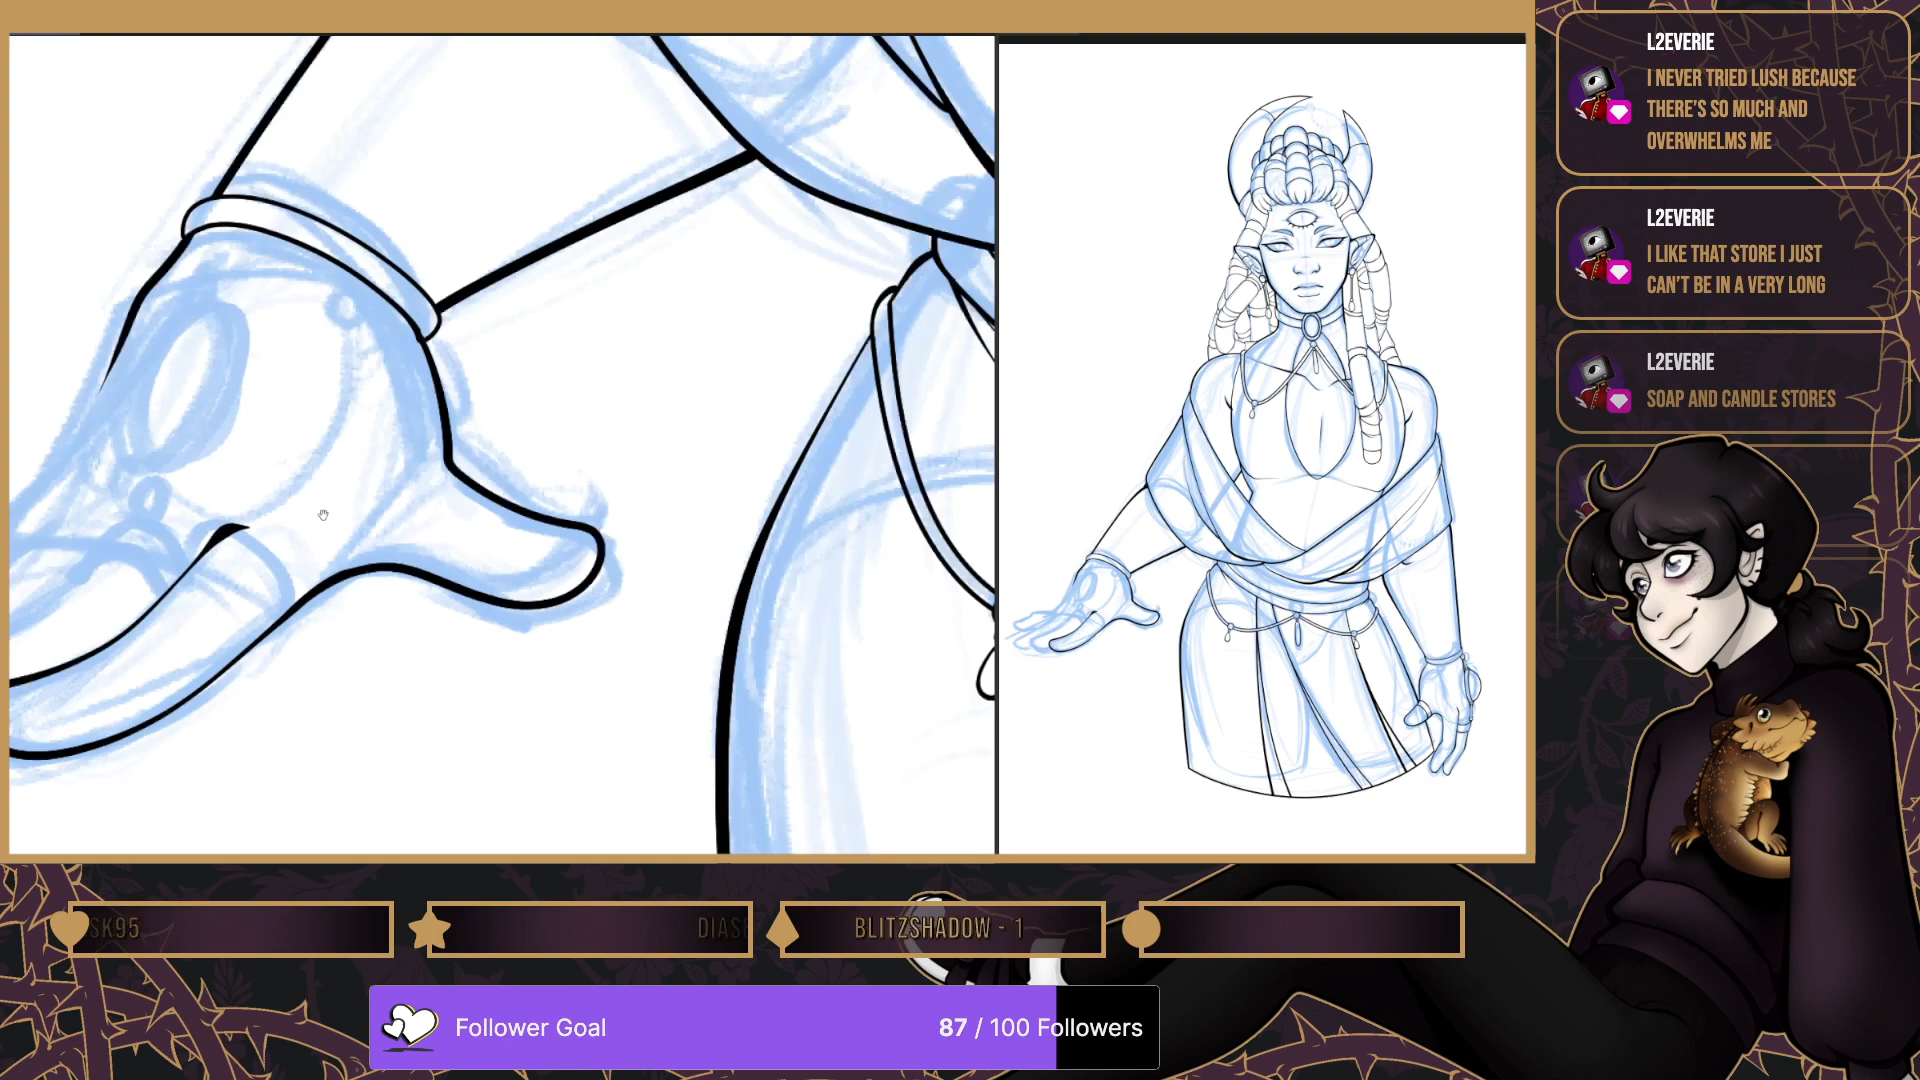 L2EVERIE
I NEVER TRIED LUSH BECAUSE
THERE'S SO MUCH AND
OVERWHELMS ME
L2EVERIE
I LIKE THAT STORE I JUST
CAN'T BE IN A VERY LONG
L2EVERIE
SOAP AND CANDLE STORES
SK95
DIAS
BLITZSHADOW - 1
Follower Goal
87 / 100 Followers